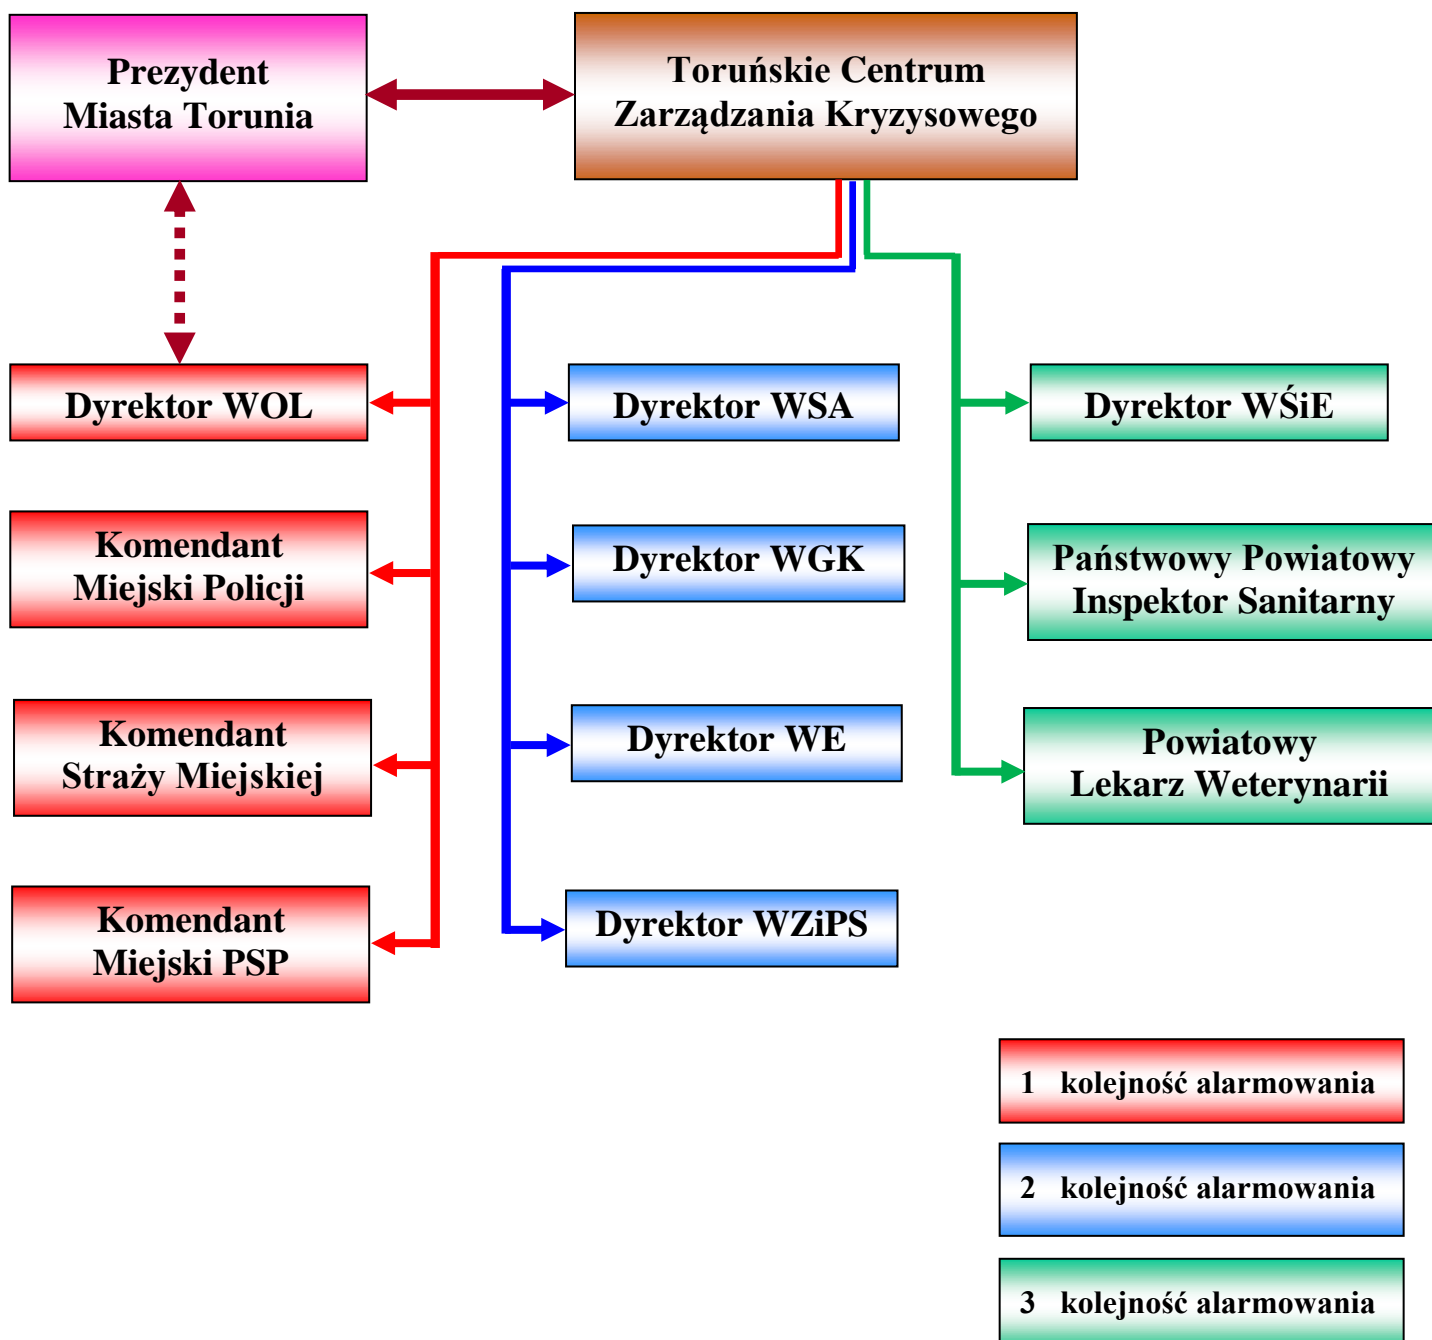 Prezydent
Miasta Torunia
Toruńskie Centrum
Zarządzania Kryzysowego
Dyrektor WOL
Dyrektor WSA
Dyrektor WŚiE
Komendant
Miejski Policji
Dyrektor WGK
Państwowy Powiatowy
Inspektor Sanitarny
Komendant
Straży Miejskiej
Dyrektor WE
Powiatowy
Lekarz Weterynarii
Komendant
Miejski PSP
Dyrektor WZiPS
1 kolejność alarmowania
2 kolejność alarmowania
3 kolejność alarmowania